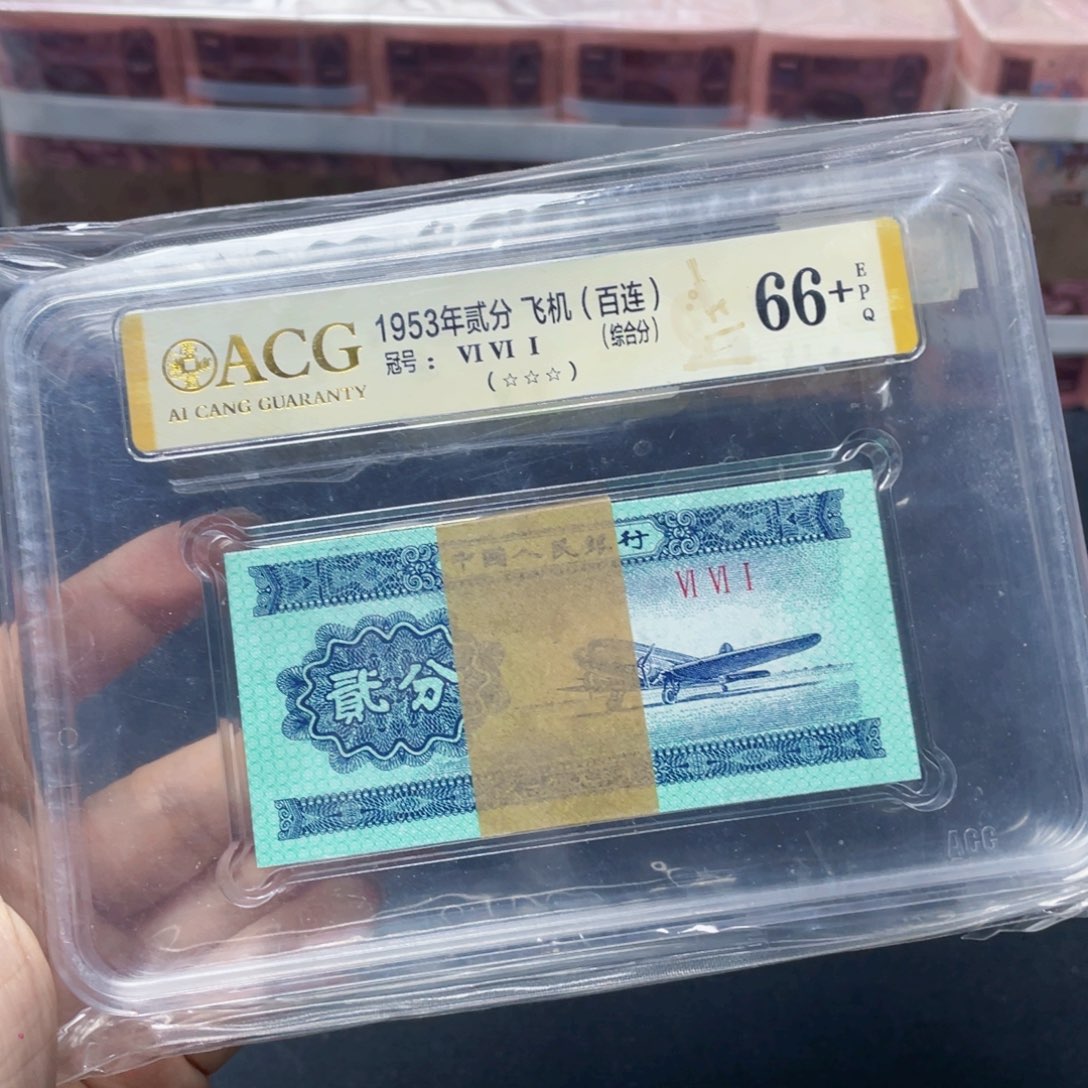 ACG
AI CANG GUARANTY
1953年贰分 飞机（百连）
冠号： VI VI I （综合分）
（☆☆☆）
66+ EPQ
中國人民銀行
VI VI I
貳分
ACG